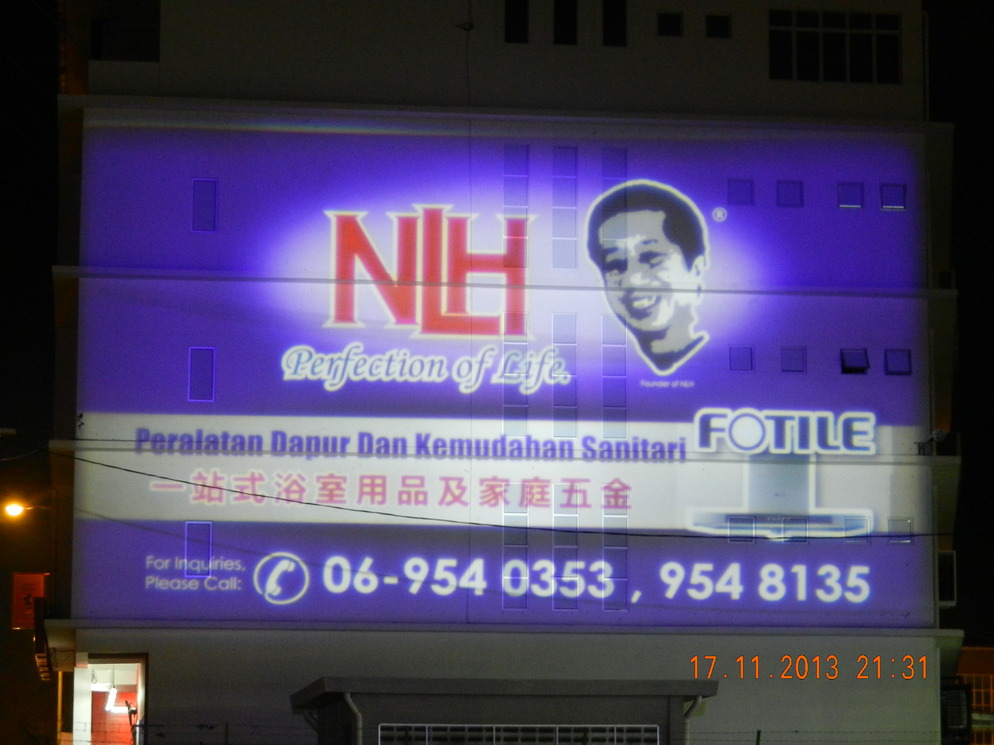 NLH
®
Perfection of Life.
Founder of NLH
Peralatan Dapur Dan Kemudahan Sanitari
FOTILE
一站式浴室用品及家庭五金
For Inquiries,
Please Call:
06-954 0353 , 954 8135
17.11.2013 21:31